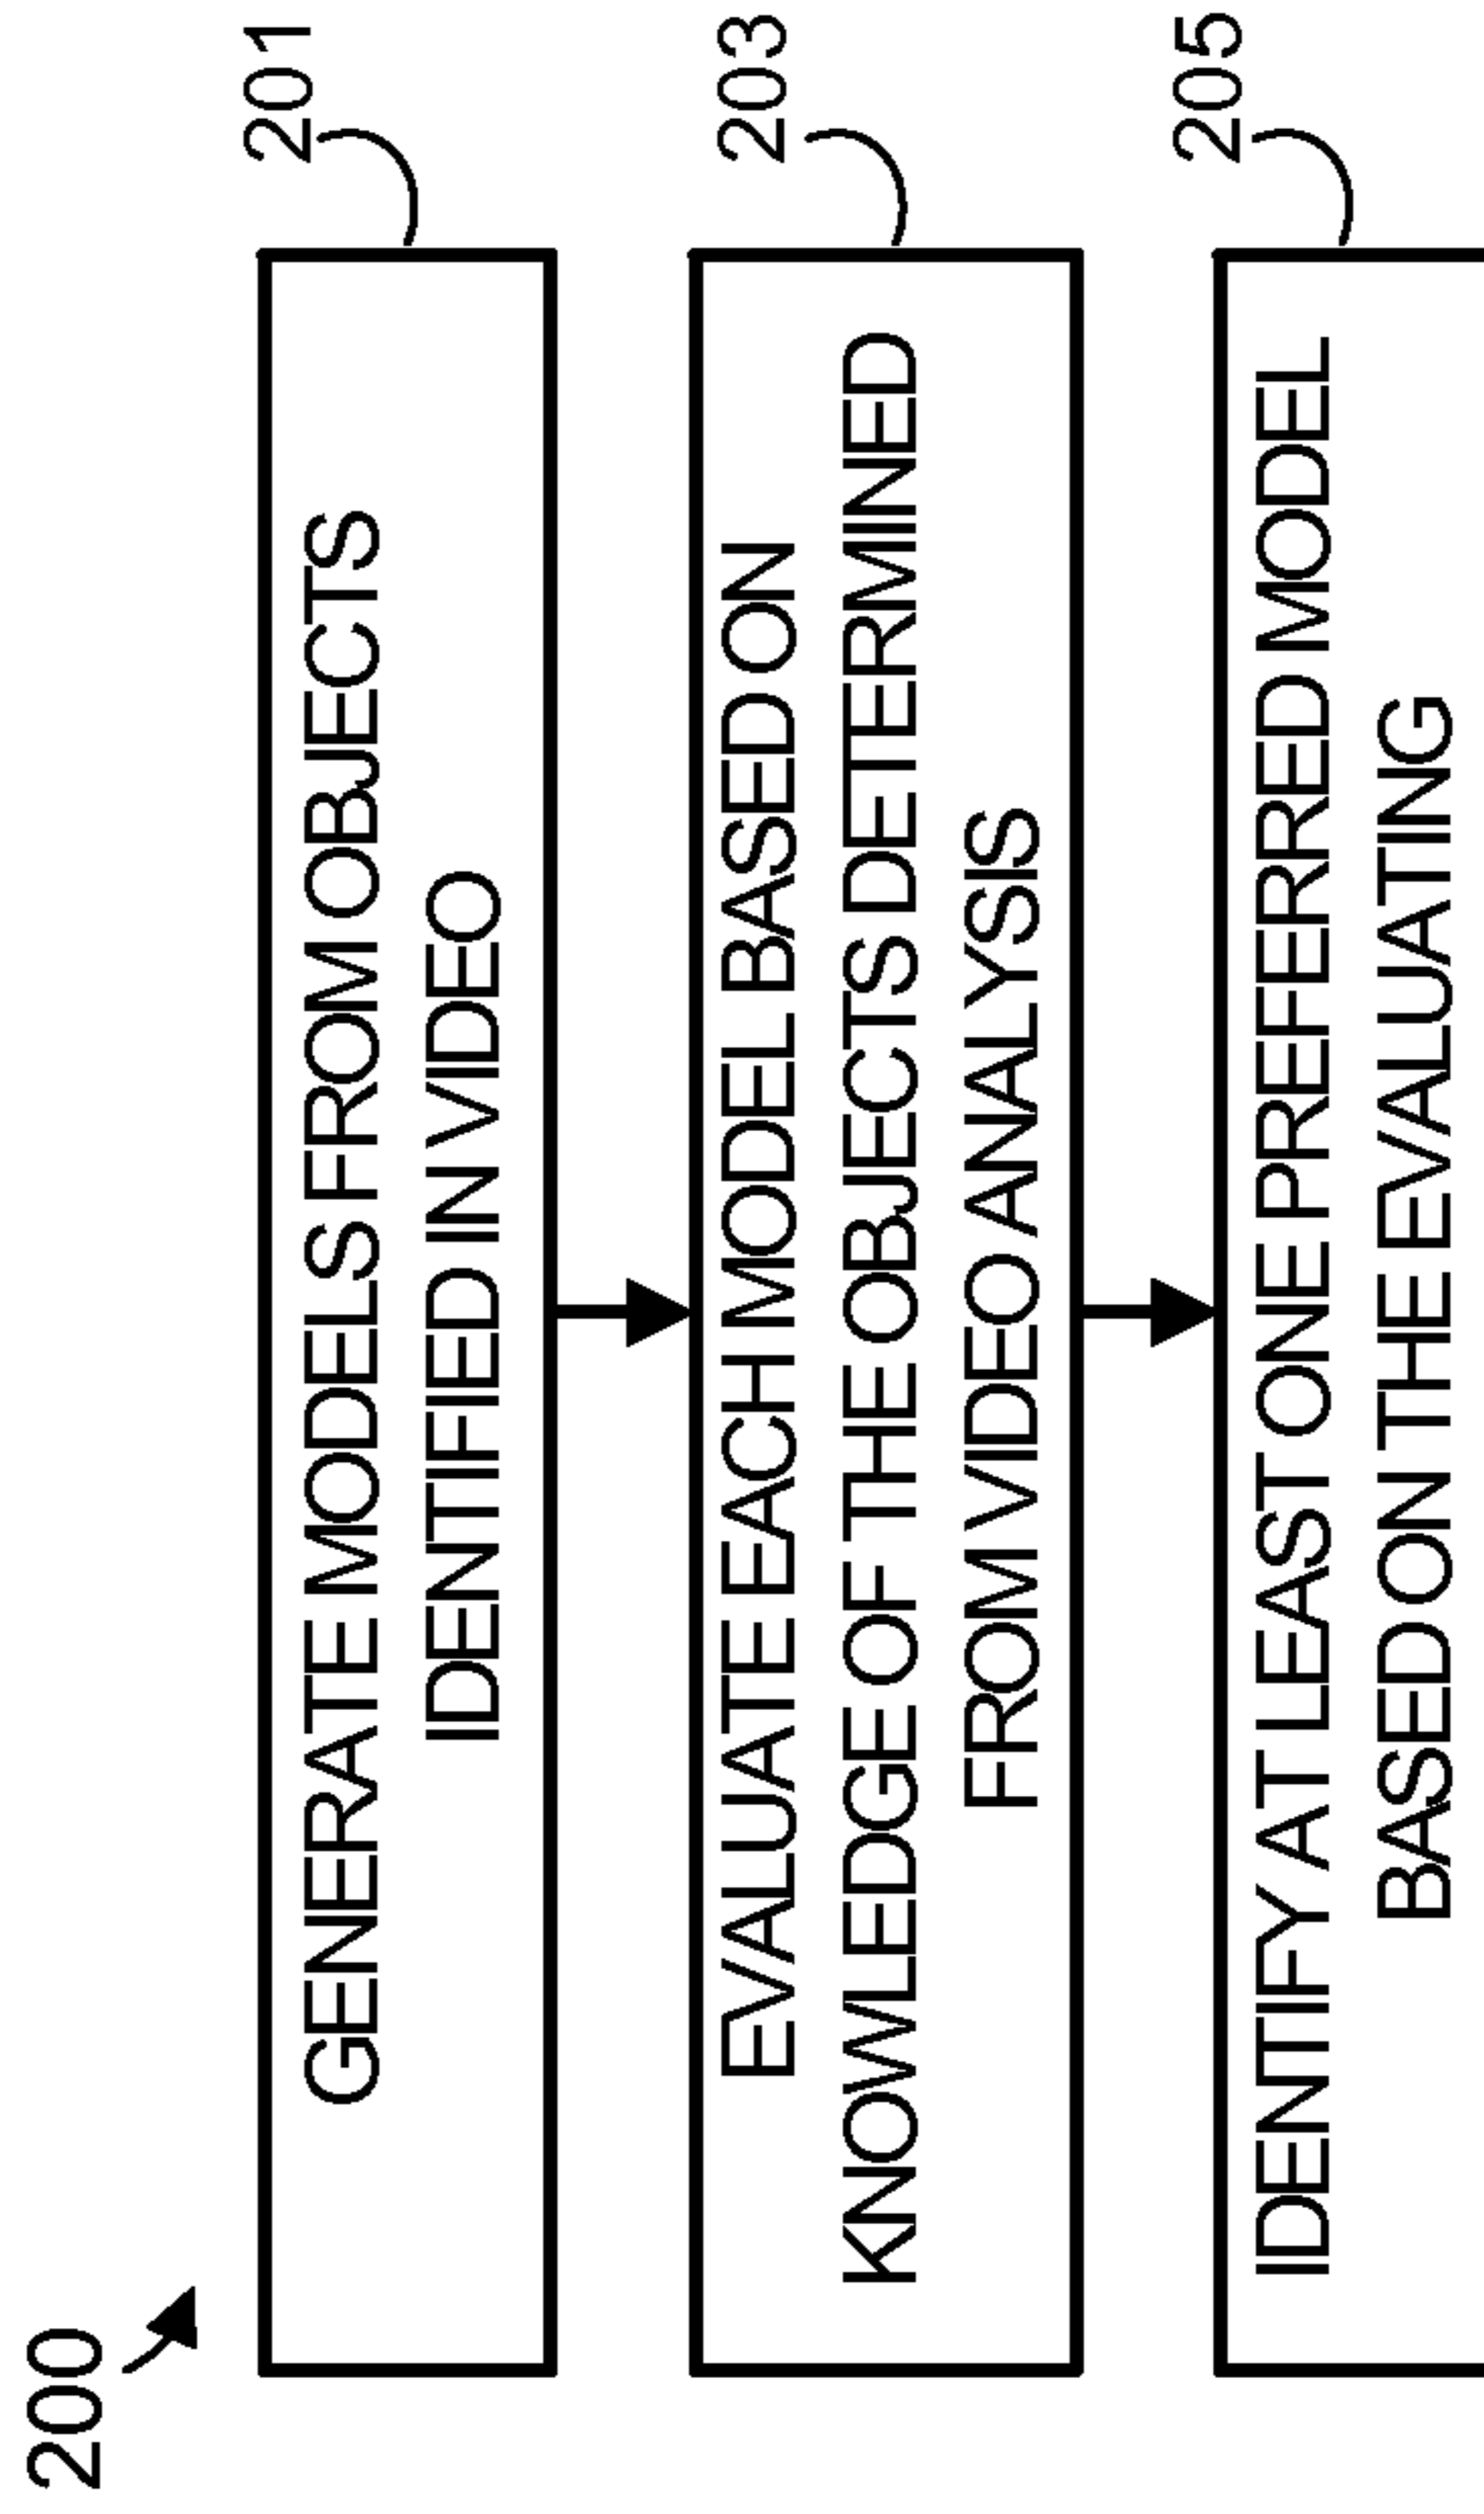 200
201
GENERATE MODELS FROM OBJECTS
IDENTIFIED IN VIDEO
203
EVALUATE EACH MODEL BASED ON
KNOWLEDGE OF THE OBJECTS DETERMINED
FROM VIDEO ANALYSIS
205
IDENTIFY AT LEAST ONE PREFERRED MODEL
BASED ON THE EVALUATING